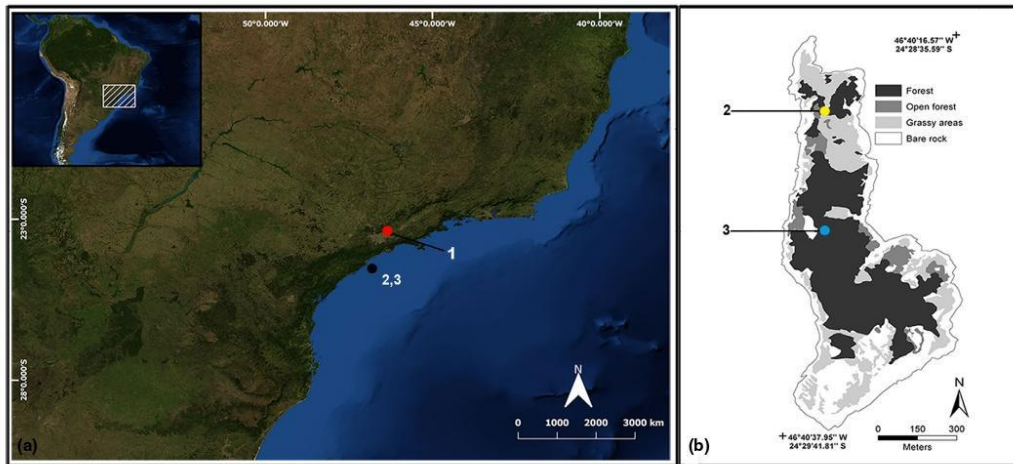 50°0.000'W
45°0.000'W
40°0.000'W
23°0.000'S
28°0.000'S
1
2,3
N
0 1000 2000 3000 km
(a)
46°40'16.57" W
24°28'35.59" S
Forest
Open forest
Grassy areas
Bare rock
2
3
N
46°40'37.95" W
24°29'41.81" S
0 150 300
Meters
(b)